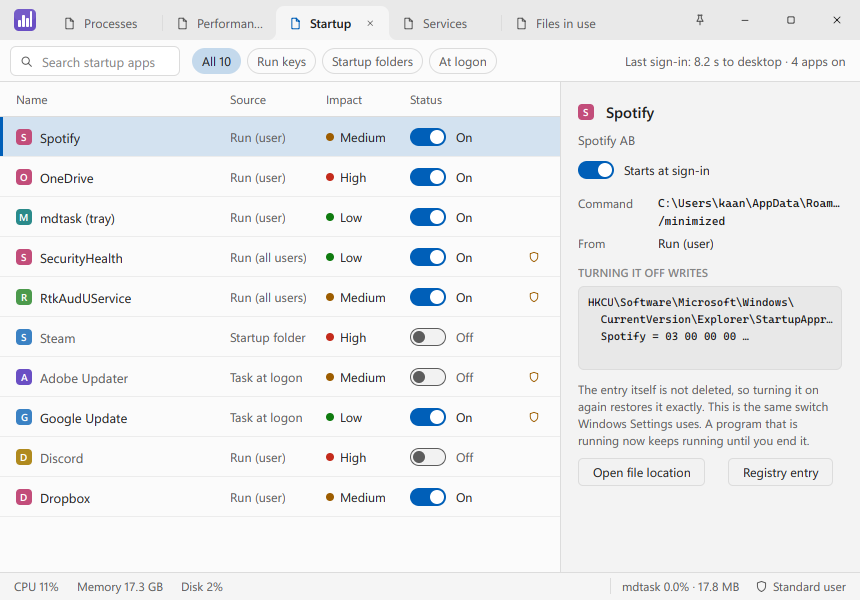 Processes
Performan...
Startup
Services
Files in use
Search startup apps
All 10
Run keys
Startup folders
At logon
Last sign-in: 8.2 s to desktop · 4 apps on
Name Source Impact Status
S Spotify Run (user) Medium On
O OneDrive Run (user) High On
M mdtask (tray) Run (user) Low On
S SecurityHealth Run (all users) Low On
R RtkAudUService Run (all users) Medium On
S Steam Startup folder High Off
A Adobe Updater Task at logon Medium Off
G Google Update Task at logon Low On
D Discord Run (user) High Off
D Dropbox Run (user) Medium On
S Spotify
Spotify AB
Starts at sign-in
Command C:\Users\kaan\AppData\Roam…
/minimized
From Run (user)
TURNING IT OFF WRITES
HKCU\Software\Microsoft\Windows\
CurrentVersion\Explorer\StartupAppr…
Spotify = 03 00 00 00 …
The entry itself is not deleted, so turning it on
again restores it exactly. This is the same switch
Windows Settings uses. A program that is
running now keeps running until you end it.
Open file location
Registry entry
CPU 11% Memory 17.3 GB Disk 2%
mdtask 0.0% · 17.8 MB Standard user